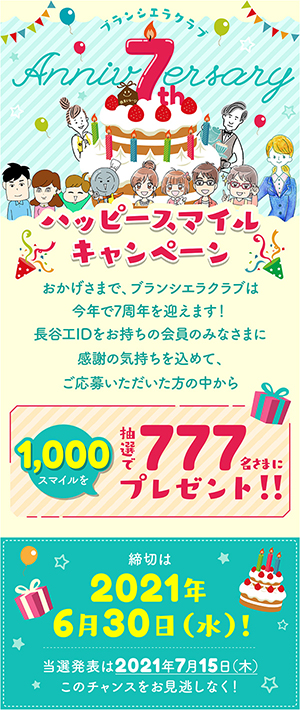 ブランシエラクラブ
Anniversary
7th
ハッピースマイル
キャンペーン
おかげさまで、ブランシエラクラブは
今年で7周年を迎えます!
長谷工IDをお持ちの会員のみなさまに
感謝の気持ちを込めて、
ご応募いただいた方の中から
1,000
スマイルを
抽選で
777名さまに
プレゼント!!
締切は
2021年
6月30日(水)!
当選発表は2021年7月15日(木)
このチャンスをお見逃しなく!